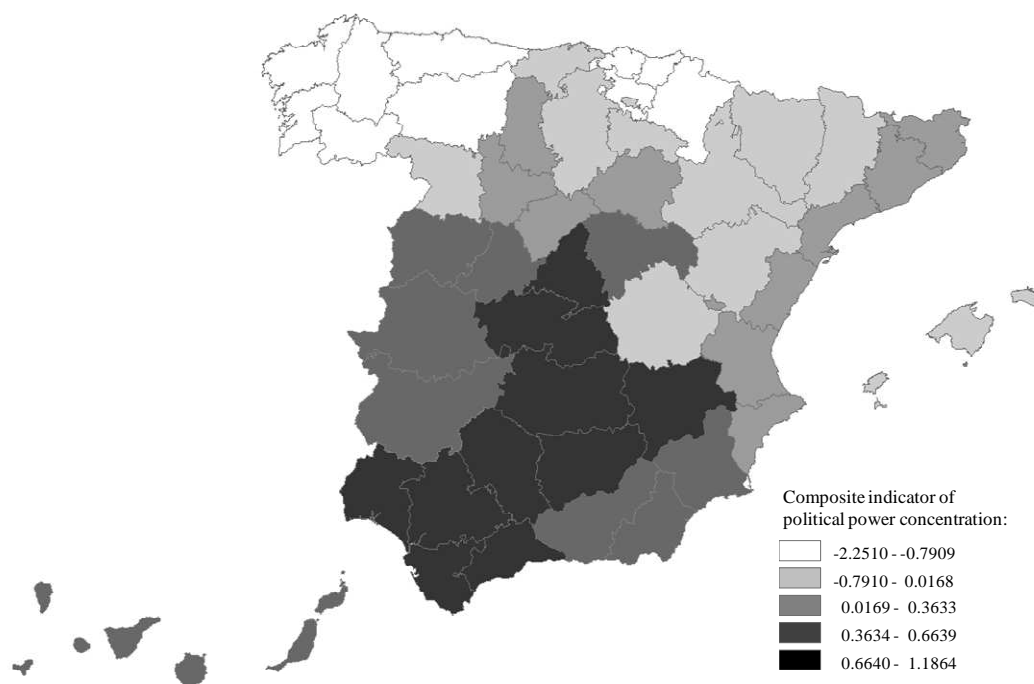 Composite indicator of
political power concentration:
-2.2510 - -0.7909
-0.7910 - 0.0168
0.0169 - 0.3633
0.3634 - 0.6639
0.6640 - 1.1864